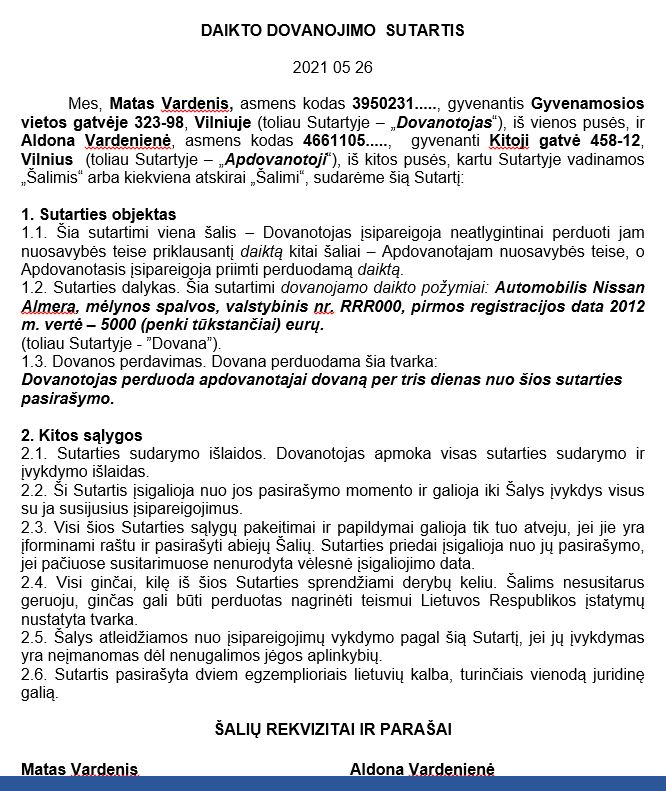 DAIKTO DOVANOJIMO SUTARTIS
2021 05 26
Mes, Matas Vardenis, asmens kodas 3950231....., gyvenantis Gyvenamosios
vietos gatvėje 323-98, Vilniuje (toliau Sutartyje – „Dovanotojas“), iš vienos pusės, ir
Aldona Vardenienė, asmens kodas 4661105....., gyvenanti Kitoji gatvė 458-12,
Vilnius (toliau Sutartyje – „Apdovanotoji“), iš kitos pusės, kartu Sutartyje vadinamos
„Šalimis“ arba kiekviena atskirai „Šalimi“, sudarėme šią Sutartį:
1. Sutarties objektas
1.1. Šia sutartimi viena šalis – Dovanotojas įsipareigoja neatlygintinai perduoti jam
nuosavybės teise priklausantį daiktą kitai šaliai – Apdovanotajam nuosavybės teise, o
Apdovanotasis įsipareigoja priimti perduodamą daiktą.
1.2. Sutarties dalykas. Šia sutartimi dovanojamo daikto požymiai: Automobilis Nissan
Almera, mėlynos spalvos, valstybinis nr. RRR000, pirmos registracijos data 2012
m. vertė – 5000 (penki tūkstančiai) eurų.
(toliau Sutartyje - ”Dovana”).
1.3. Dovanos perdavimas. Dovana perduodama šia tvarka:
Dovanotojas perduoda apdovanotajai dovaną per tris dienas nuo šios sutarties
pasirašymo.
2. Kitos sąlygos
2.1. Sutarties sudarymo išlaidos. Dovanotojas apmoka visas sutarties sudarymo ir
įvykdymo išlaidas.
2.2. Ši Sutartis įsigalioja nuo jos pasirašymo momento ir galioja iki Šalys įvykdys visus
su ja susijusius įsipareigojimus.
2.3. Visi šios Sutarties sąlygų pakeitimai ir papildymai galioja tik tuo atveju, jei jie yra
įforminami raštu ir pasirašyti abiejų Šalių. Sutarties priedai įsigalioja nuo jų pasirašymo,
jei pačiuose susitarimuose nenurodyta vėlesnė įsigaliojimo data.
2.4. Visi ginčai, kilę iš šios Sutarties sprendžiami derybų keliu. Šalims nesusitarus
geruoju, ginčas gali būti perduotas nagrinėti teismui Lietuvos Respublikos įstatymų
nustatyta tvarka.
2.5. Šalys atleidžiamos nuo įsipareigojimų vykdymo pagal šią Sutartį, jei jų įvykdymas
yra neįmanomas dėl nenugalimos jėgos aplinkybių.
2.6. Sutartis pasirašyta dviem egzemplioriais lietuvių kalba, turinčiais vienodą juridinę
galią.
ŠALIŲ REKVIZITAI IR PARAŠAI
Matas Vardenis Aldona Vardenienė